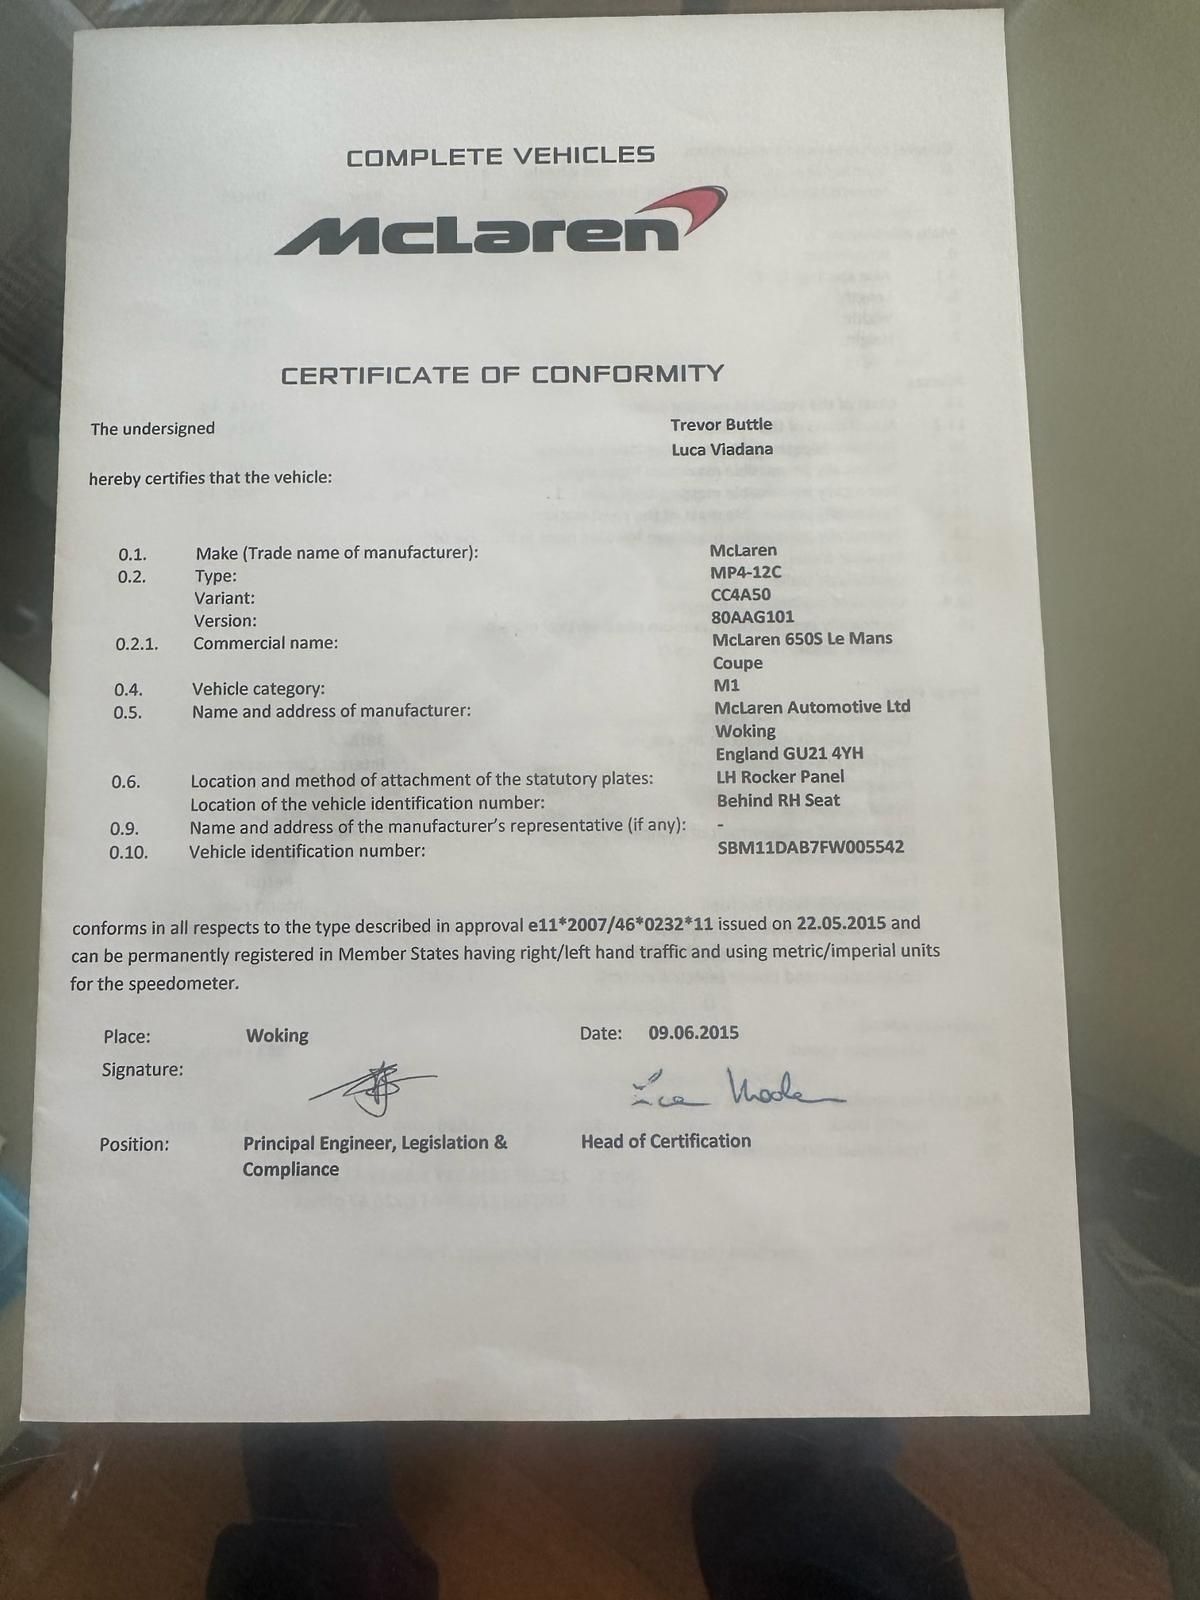 COMPLETE VEHICLES
McLaren
CERTIFICATE OF CONFORMITY
The undersigned Trevor Buttle
Luca Viadana
hereby certifies that the vehicle:
0.1. Make (Trade name of manufacturer): McLaren
0.2. Type: MP4-12C
Variant: CC4A50
Version: 80AAG101
0.2.1. Commercial name: McLaren 650S Le Mans
Coupe
0.4. Vehicle category: M1
0.5. Name and address of manufacturer: McLaren Automotive Ltd
Woking
England GU21 4YH
0.6. Location and method of attachment of the statutory plates: LH Rocker Panel
Location of the vehicle identification number: Behind RH Seat
0.9. Name and address of the manufacturer's representative (if any): -
0.10. Vehicle identification number: SBM11DAB7FW005542
conforms in all respects to the type described in approval e11*2007/46*0232*11 issued on 22.05.2015 and
can be permanently registered in Member States having right/left hand traffic and using metric/imperial units
for the speedometer.
Place: Woking Date: 09.06.2015
Signature:
Position: Principal Engineer, Legislation & Head of Certification
Compliance